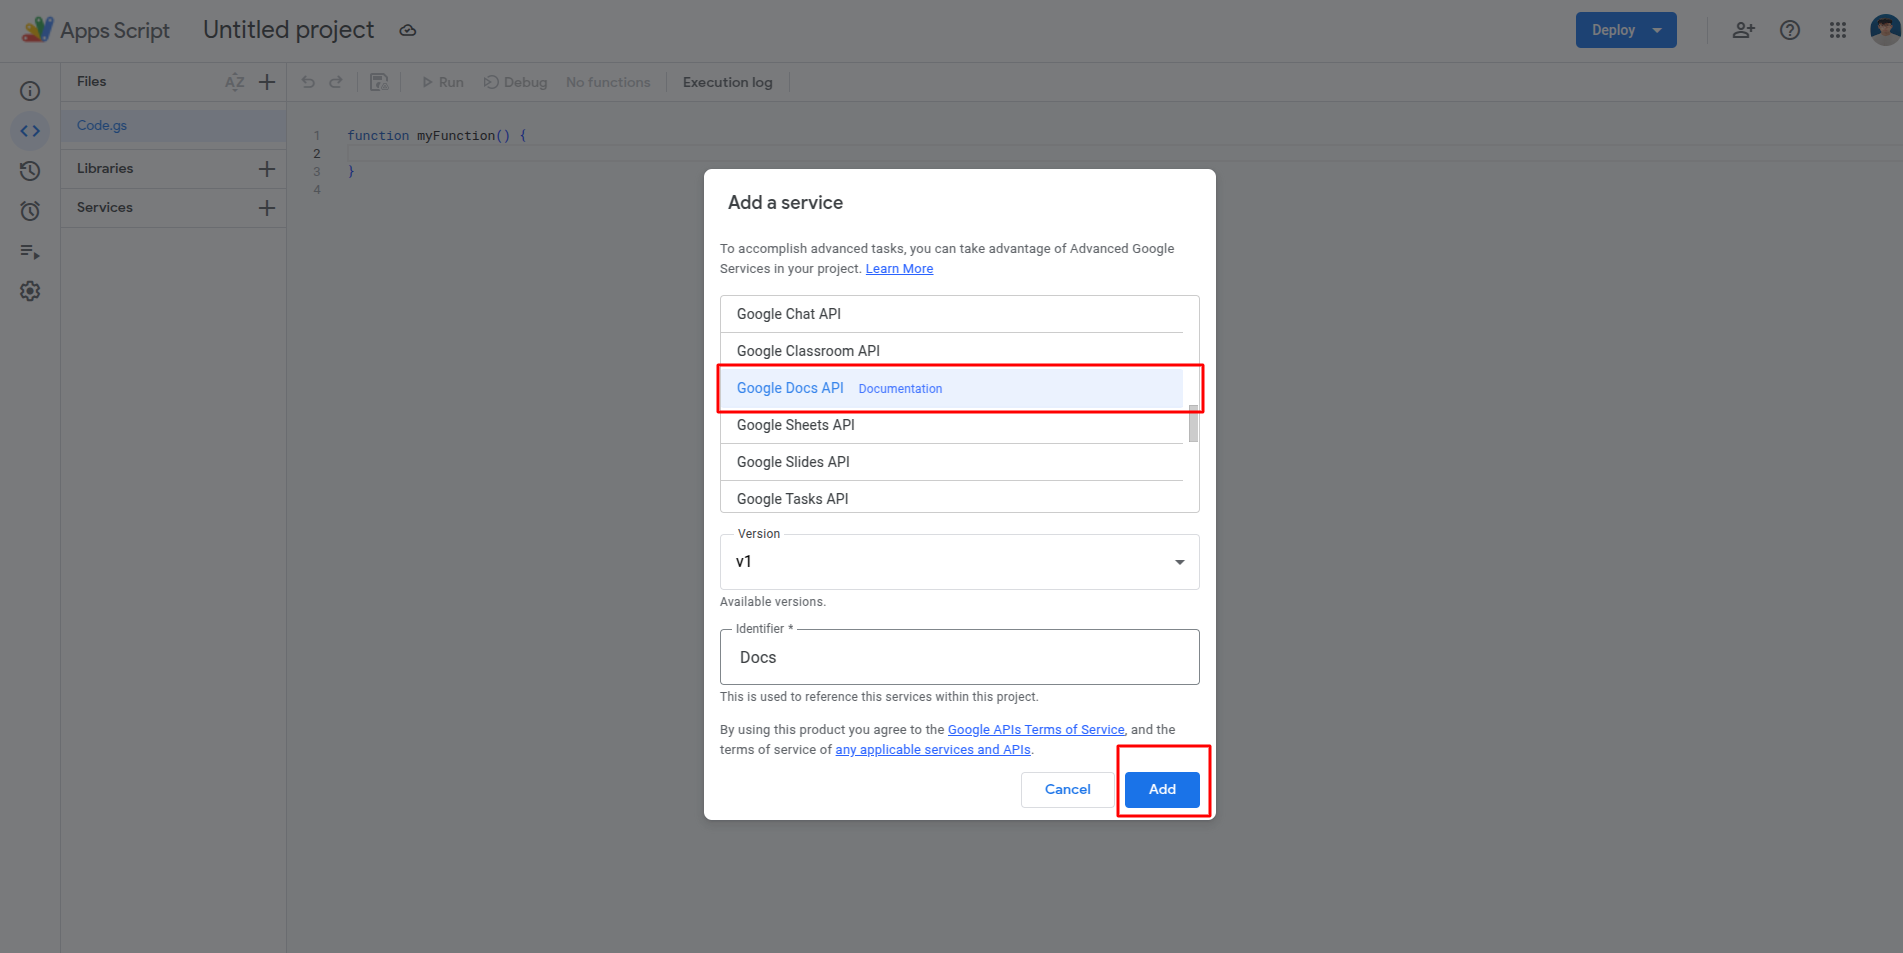 Apps Script
Untitled project
Deploy
Files
AZ
Run
Debug
No functions
Execution log
Code.gs
Libraries
Services
1 function myFunction() {
2
3 }
4
Add a service
To accomplish advanced tasks, you can take advantage of Advanced Google
Services in your project. Learn More
Google Chat API
Google Classroom API
Google Docs API Documentation
Google Sheets API
Google Slides API
Google Tasks API
Version
v1
Available versions.
Identifier *
Docs
This is used to reference this services within this project.
By using this product you agree to the Google APIs Terms of Service, and the
terms of service of any applicable services and APIs.
Cancel
Add